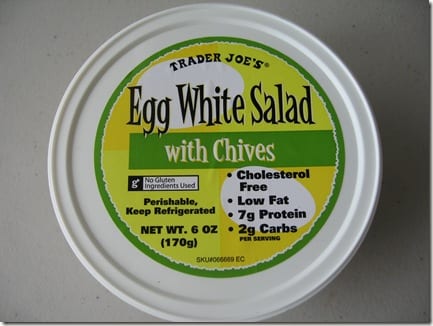 TRADER JOE'S®
Egg White Salad
with Chives
g No Gluten
Ingredients Used
Perishable,
Keep Refrigerated
NET WT. 6 OZ
(170g)
• Cholesterol
Free
• Low Fat
• 7g Protein
• 2g Carbs
PER SERVING
SKU#066669 EC